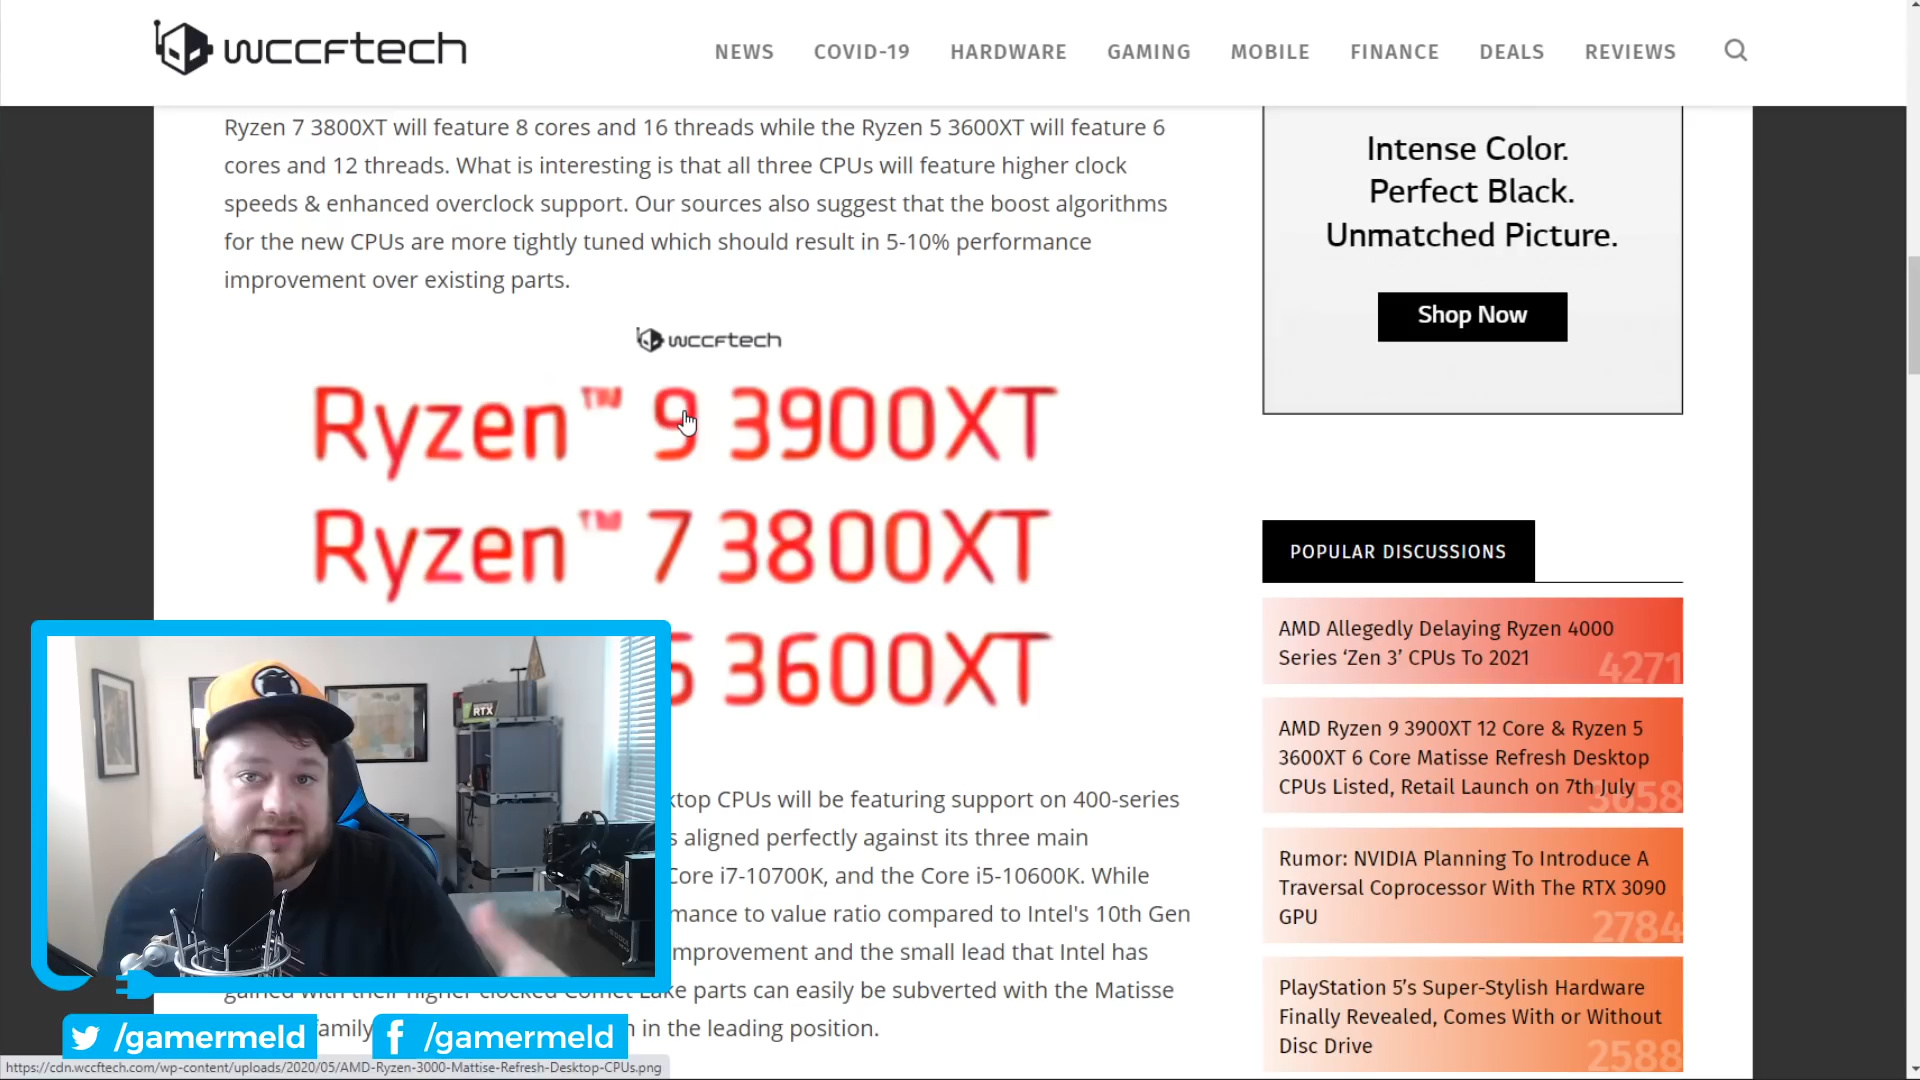 wccftech
NEWS COVID-19 HARDWARE GAMING MOBILE FINANCE DEALS REVIEWS
Ryzen 7 3800XT will feature 8 cores and 16 threads while the Ryzen 5 3600XT will feature 6
cores and 12 threads. What is interesting is that all three CPUs will feature higher clock
speeds & enhanced overclock support. Our sources also suggest that the boost algorithms
for the new CPUs are more tightly tuned which should result in 5-10% performance
improvement over existing parts.
wccftech
Ryzen™ 9 3900XT
Ryzen™ 7 3800XT
3600XT
CPUs will be featuring support on 400-series
aligned perfectly against its three main
Core i7-10700K, and the Core i5-10600K. While
to value ratio compared to Intel's 10th Gen
and the small lead that Intel has
parts can easily be subverted with the Matisse
in the leading position.
Intense Color.
Perfect Black.
Unmatched Picture.
Shop Now
POPULAR DISCUSSIONS
AMD Allegedly Delaying Ryzen 4000
Series ‘Zen 3’ CPUs To 2021
4271
AMD Ryzen 9 3900XT 12 Core & Ryzen 5
3600XT 6 Core Matisse Refresh Desktop
CPUs Listed, Retail Launch on 7th July
3658
Rumor: NVIDIA Planning To Introduce A
Traversal Coprocessor With The RTX 3090
GPU
2784
PlayStation 5’s Super-Stylish Hardware
Finally Revealed, Comes With or Without
Disc Drive
2588
RTX
/gamermeld
/gamermeld
https://cdn.wccftech.com/wp-content/uploads/2020/05/AMD-Ryzen-3000-Mattise-Refresh-Desktop-CPUs.png